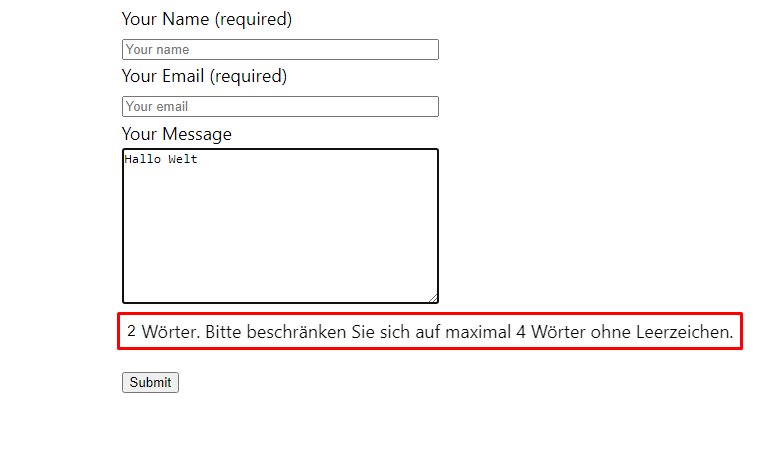 Your Name (required)
Your name
Your Email (required)
Your email
Your Message
Hallo Welt
2 Wörter. Bitte beschränken Sie sich auf maximal 4 Wörter ohne Leerzeichen.
Submit